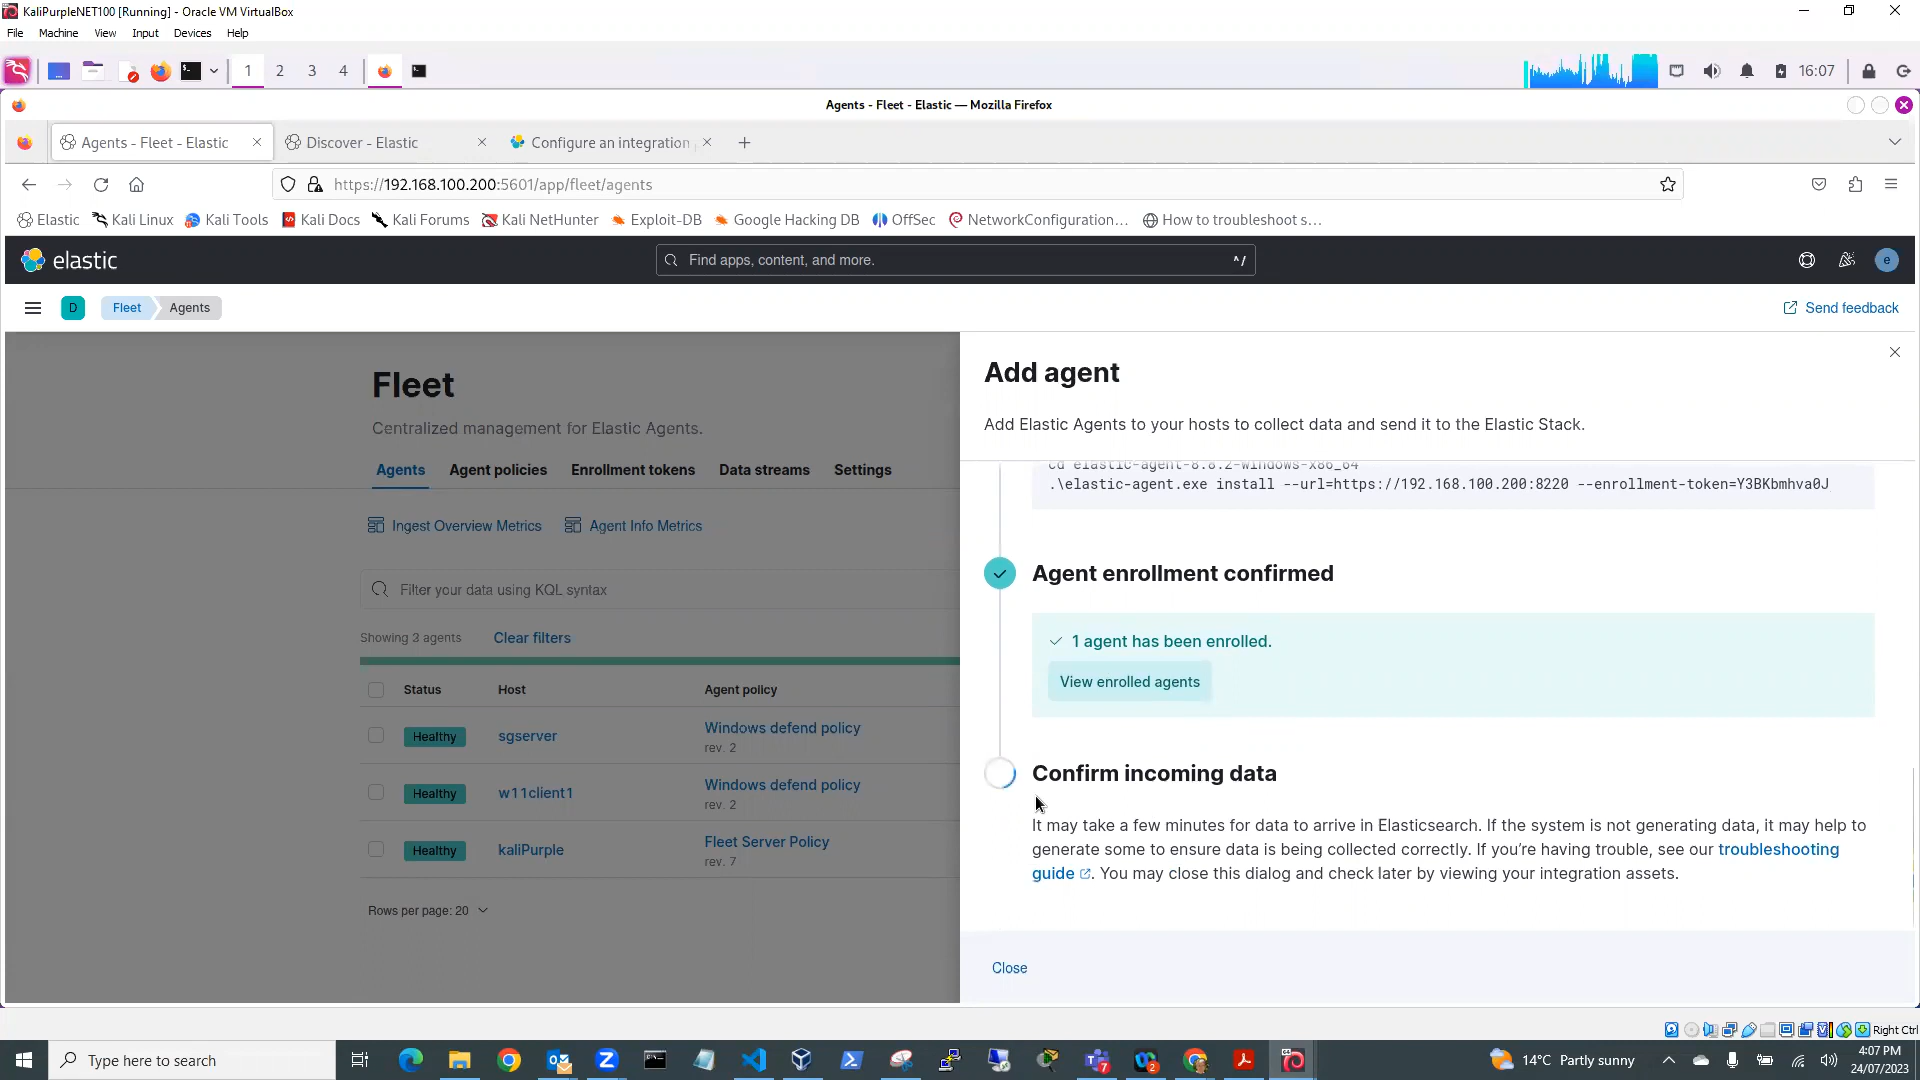 KaliPurpleNET100 [Running] - Oracle VM VirtualBox
File Machine View Input Devices Help
1 2 3 4
16:07
Agents - Fleet - Elastic — Mozilla Firefox
Agents - Fleet - Elastic
Discover - Elastic
Configure an integration
https://192.168.100.200:5601/app/fleet/agents
Elastic Kali Linux Kali Tools Kali Docs Kali Forums Kali NetHunter Exploit-DB Google Hacking DB OffSec NetworkConfiguration... How to troubleshoot s...
elastic
Find apps, content, and more. ^/
e
D Fleet Agents
Send feedback
Fleet
Centralized management for Elastic Agents.
Agents Agent policies Enrollment tokens Data streams Settings
Ingest Overview Metrics Agent Info Metrics
Filter your data using KQL syntax
Showing 3 agents Clear filters
Status Host Agent policy
Healthy sgserver Windows defend policy
rev. 2
Healthy w11client1 Windows defend policy
rev. 2
Healthy kaliPurple Fleet Server Policy
rev. 7
Rows per page: 20
Add agent
Add Elastic Agents to your hosts to collect data and send it to the Elastic Stack.
cd elastic-agent-8.8.2-windows-x86_64
.\elastic-agent.exe install --url=https://192.168.100.200:8220 --enrollment-token=Y3BKbmhva0J
Agent enrollment confirmed
1 agent has been enrolled.
View enrolled agents
Confirm incoming data
It may take a few minutes for data to arrive in Elasticsearch. If the system is not generating data, it may help to
generate some to ensure data is being collected correctly. If you're having trouble, see our troubleshooting
guide. You may close this dialog and check later by viewing your integration assets.
Close
Right Ctrl
Type here to search
7
2
14°C Partly sunny
4:07 PM
24/07/2023